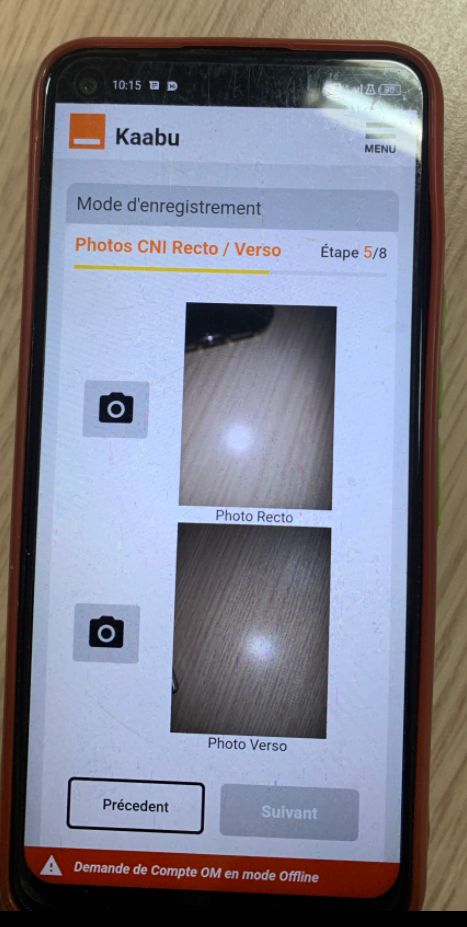 10:15
90
Kaabu
MENU
Mode d'enregistrement
Photos CNI Recto / Verso
Étape 5/8
Photo Recto
Photo Verso
Précedent
Suivant
Demande de Compte OM en mode Offline